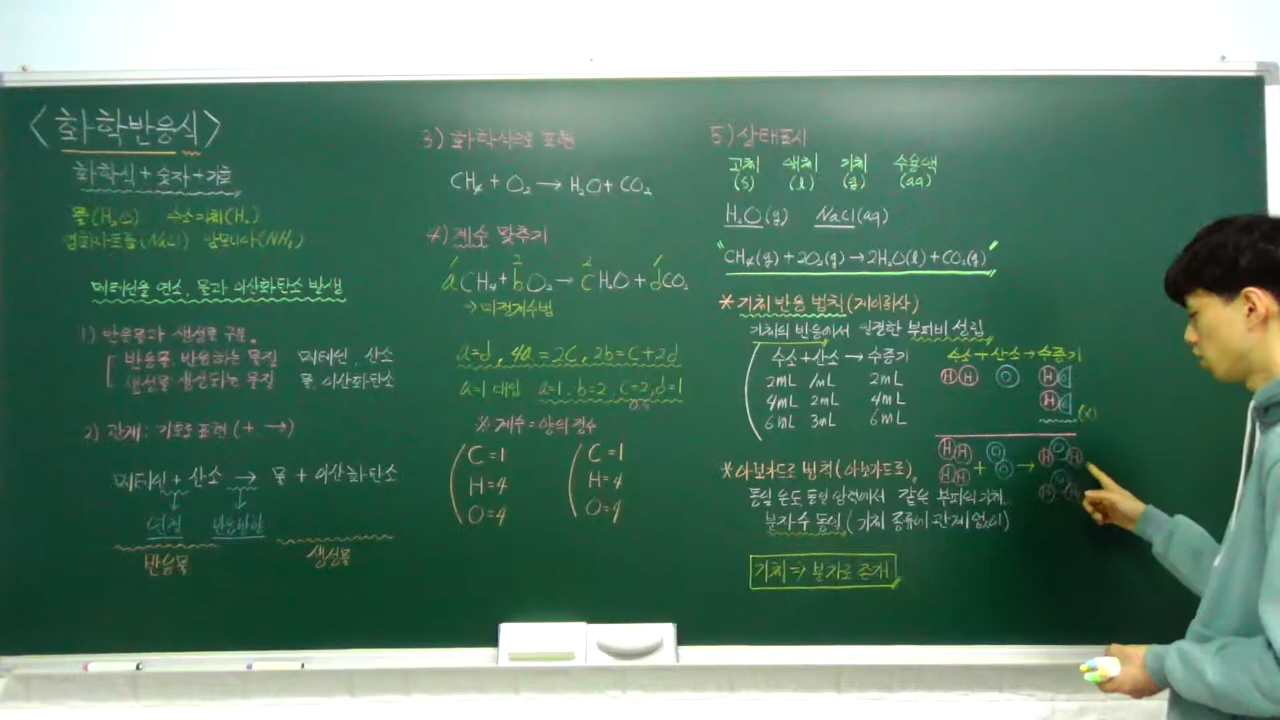 〈화학반응식〉
화학식 + 숫자 + 기호
물(H₂O) 수소기체(H₂)
염화나트륨(NaCl) 암모니아(NH₃)
메테인을 연소, 물과 이산화탄소 발생
1) 반응물과 생성물 구분.
반응물: 반응하는 물질 메테인, 산소
생성물: 생성되는 물질 물, 이산화탄소
2) 관계: 기호로 표현 (+ →)
메테인 + 산소 → 물 + 이산화탄소
연결 반응방향
반응물 생성물
3) 화학식으로 표현
CH₄ + O₂ → H₂O + CO₂
4) 계수 맞추기
1 2 2 1
aCH₄ + bO₂ → cH₂O + dCO₂
→ 미정계수법
a=d, 4a=2c, 2b=c+2d
a=1 대입 a=1, b=2, c=2, d=1
※ 계수 = 양의 정수
C=1 C=1
H=4 H=4
O=4 O=4
5) 상태표시
고체 액체 기체 수용액
(s) (l) (g) (aq)
H₂O(g) NaCl(aq)
"CH₄(g) + 2O₂(g) → 2H₂O(l) + CO₂(g)"
* 기체 반응 법칙 (게이뤼삭)
기체의 반응에서 일정한 부피비 성립.
수소 + 산소 → 수증기
2mL 1mL 2mL
4mL 2mL 4mL
6mL 3mL 6mL
수소 + 산소 → 수증기
H H O H O
H O
(x)
H H O H O H
H H + O → H O H
* 아보가드로 법칙 (아보가드로).
동일 온도 동일 압력에서 같은 부피의 기체..
분자수 동일 (기체 종류에 관계 없이)
기체 ⇒ 분자로 존재